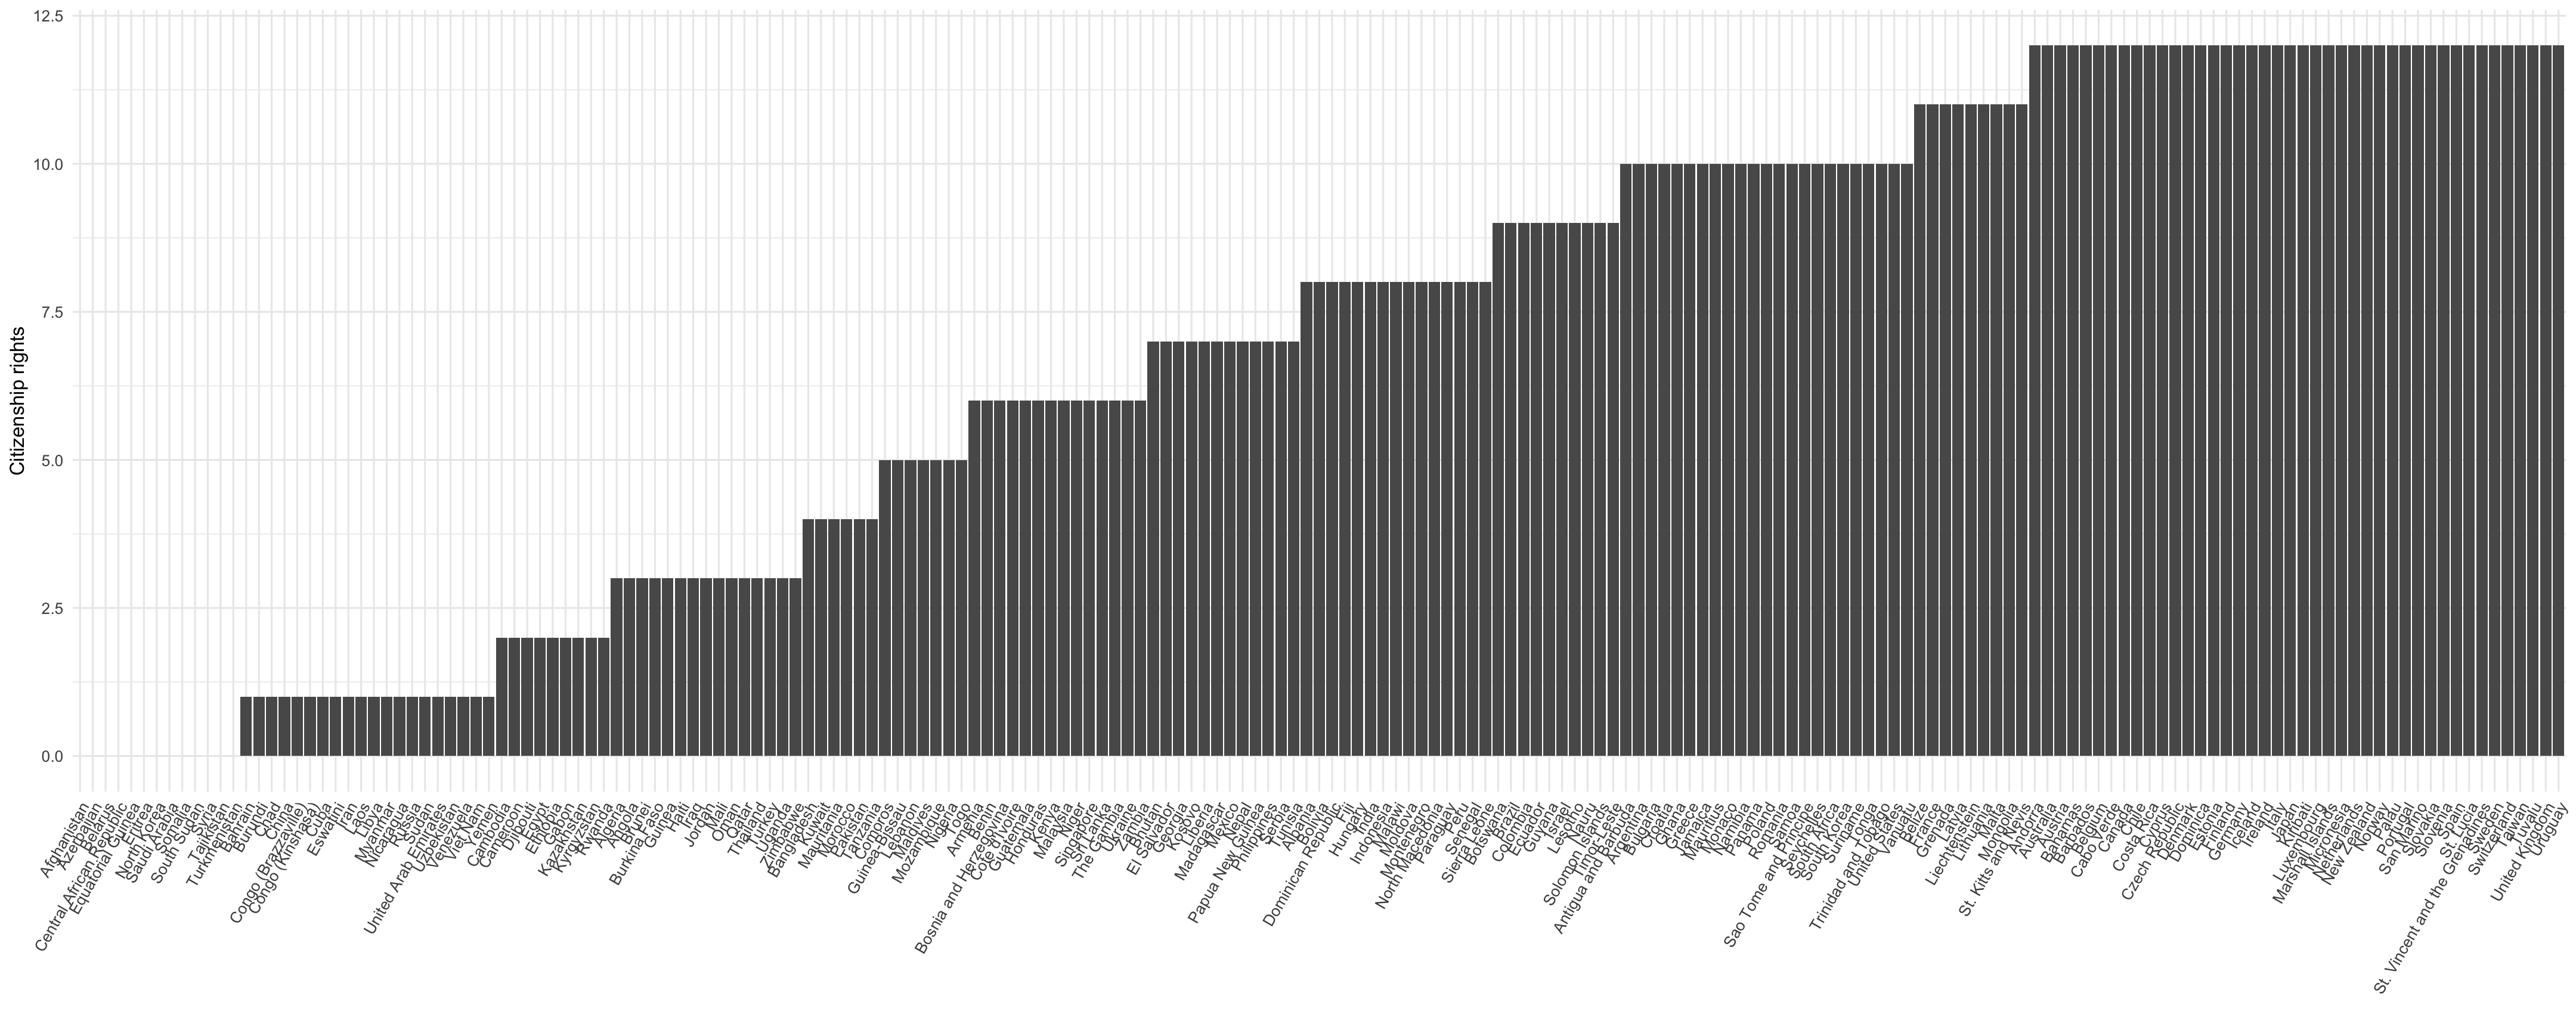 Citizenship rights
12.5
10.0
7.5
5.0
2.5
0.0
Afghanistan
Azerbaijan
Belarus
Central African Republic
Equatorial Guinea
Eritrea
North Korea
Saudi Arabia
Somalia
South Sudan
Syria
Tajikistan
Turkmenistan
Bahrain
Burundi
Chad
China
Congo (Brazzaville)
Congo (Kinshasa)
Cuba
Eswatini
Iran
Laos
Libya
Myanmar
Nicaragua
Russia
Sudan
United Arab Emirates
Uzbekistan
Venezuela
Viet Nam
Yemen
Cambodia
Cameroon
Djibouti
Egypt
Ethiopia
Gabon
Kazakhstan
Kyrgyzstan
Rwanda
Algeria
Angola
Brunei
Burkina Faso
Guinea
Haiti
Iraq
Jordan
Mali
Oman
Qatar
Thailand
Turkey
Uganda
Zimbabwe
Bangladesh
Kuwait
Mauritania
Morocco
Pakistan
Tanzania
Comoros
Guinea-Bissau
Lebanon
Maldives
Mozambique
Nigeria
Togo
Armenia
Benin
Bosnia and Herzegovina
Cote d'Ivoire
Guatemala
Honduras
Kenya
Malaysia
Niger
Singapore
Sri Lanka
The Gambia
Ukraine
Zambia
Bhutan
El Salvador
Georgia
Kosovo
Liberia
Madagascar
Mexico
Nepal
Papua New Guinea
Philippines
Serbia
Tunisia
Albania
Bolivia
Dominican Republic
Fiji
Hungary
India
Indonesia
Malawi
Moldova
Montenegro
North Macedonia
Paraguay
Peru
Senegal
Sierra Leone
Botswana
Brazil
Colombia
Ecuador
Guyana
Israel
Lesotho
Nauru
Solomon Islands
Timor-Leste
Antigua and Barbuda
Argentina
Bulgaria
Croatia
Ghana
Greece
Jamaica
Mauritius
Monaco
Namibia
Panama
Poland
Romania
Samoa
Sao Tome and Principe
Seychelles
South Africa
South Korea
Suriname
Tonga
Trinidad and Tobago
United States
Vanuatu
Belize
France
Grenada
Latvia
Liechtenstein
Lithuania
Malta
Mongolia
St. Kitts and Nevis
Andorra
Australia
Austria
Bahamas
Barbados
Belgium
Cabo Verde
Canada
Chile
Costa Rica
Cyprus
Czech Republic
Denmark
Dominica
Estonia
Finland
Germany
Iceland
Ireland
Italy
Japan
Kiribati
Luxembourg
Marshall Islands
Micronesia
Netherlands
New Zealand
Norway
Palau
Portugal
San Marino
Slovakia
Slovenia
Spain
St. Lucia
St. Vincent and the Grenadines
Sweden
Switzerland
Taiwan
Tuvalu
United Kingdom
Uruguay